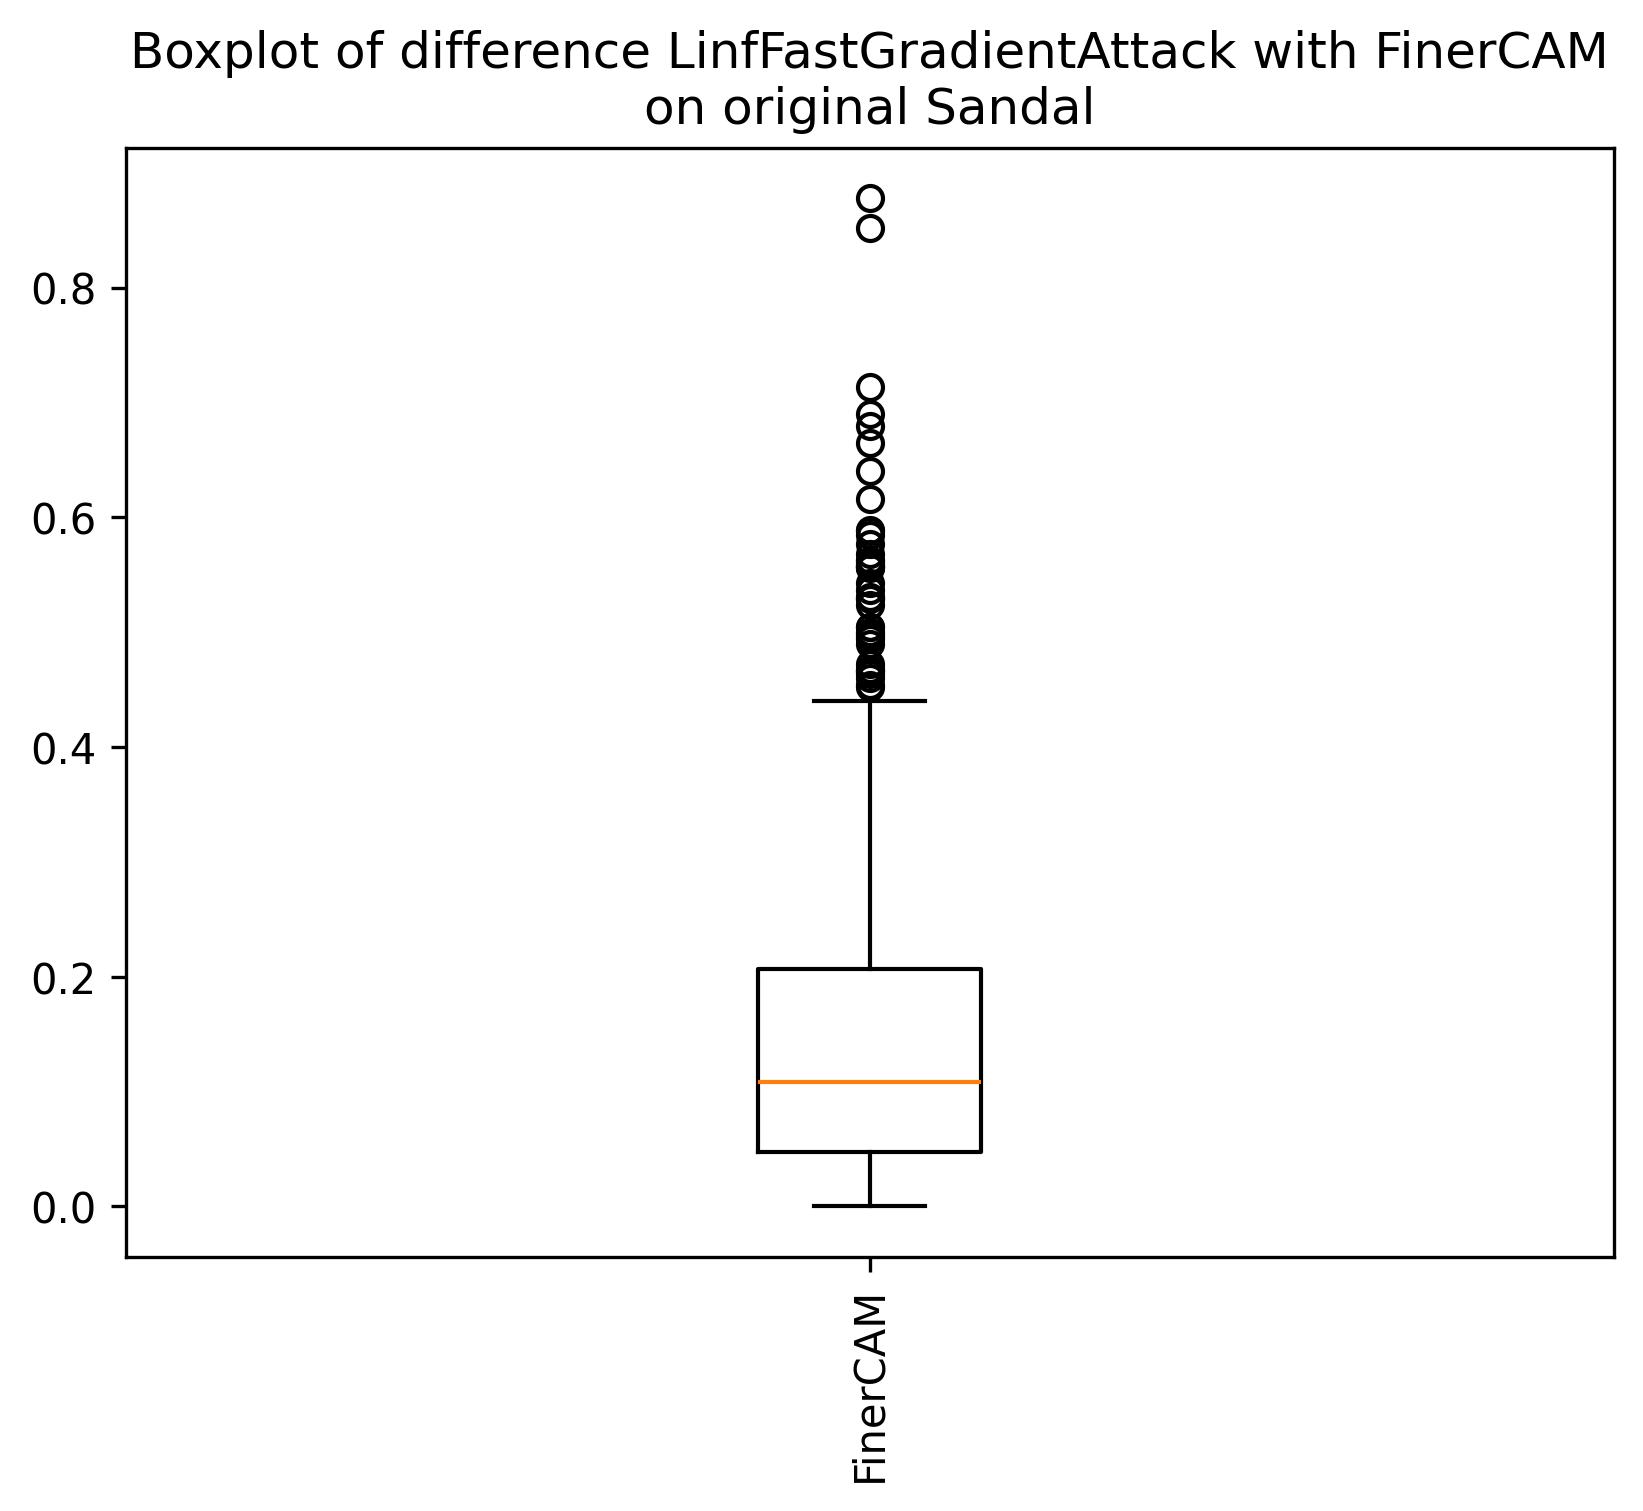 Boxplot of difference LinfFastGradientAttack with FinerCAM
on original Sandal
0.8
0.6
0.4
0.2
0.0
FinerCAM